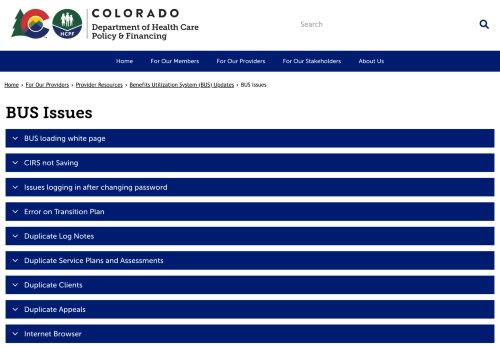 COLORADO
Department of Health Care
Policy & Financing
HCPF
Search
Home For Our Members For Our Providers For Our Stakeholders About Us
Home › For Our Providers › Provider Resources › Benefits Utilization System (BUS) Updates › BUS Issues
BUS Issues
BUS loading white page
CIRS not Saving
Issues logging in after changing password
Error on Transition Plan
Duplicate Log Notes
Duplicate Service Plans and Assessments
Duplicate Clients
Duplicate Appeals
Internet Browser